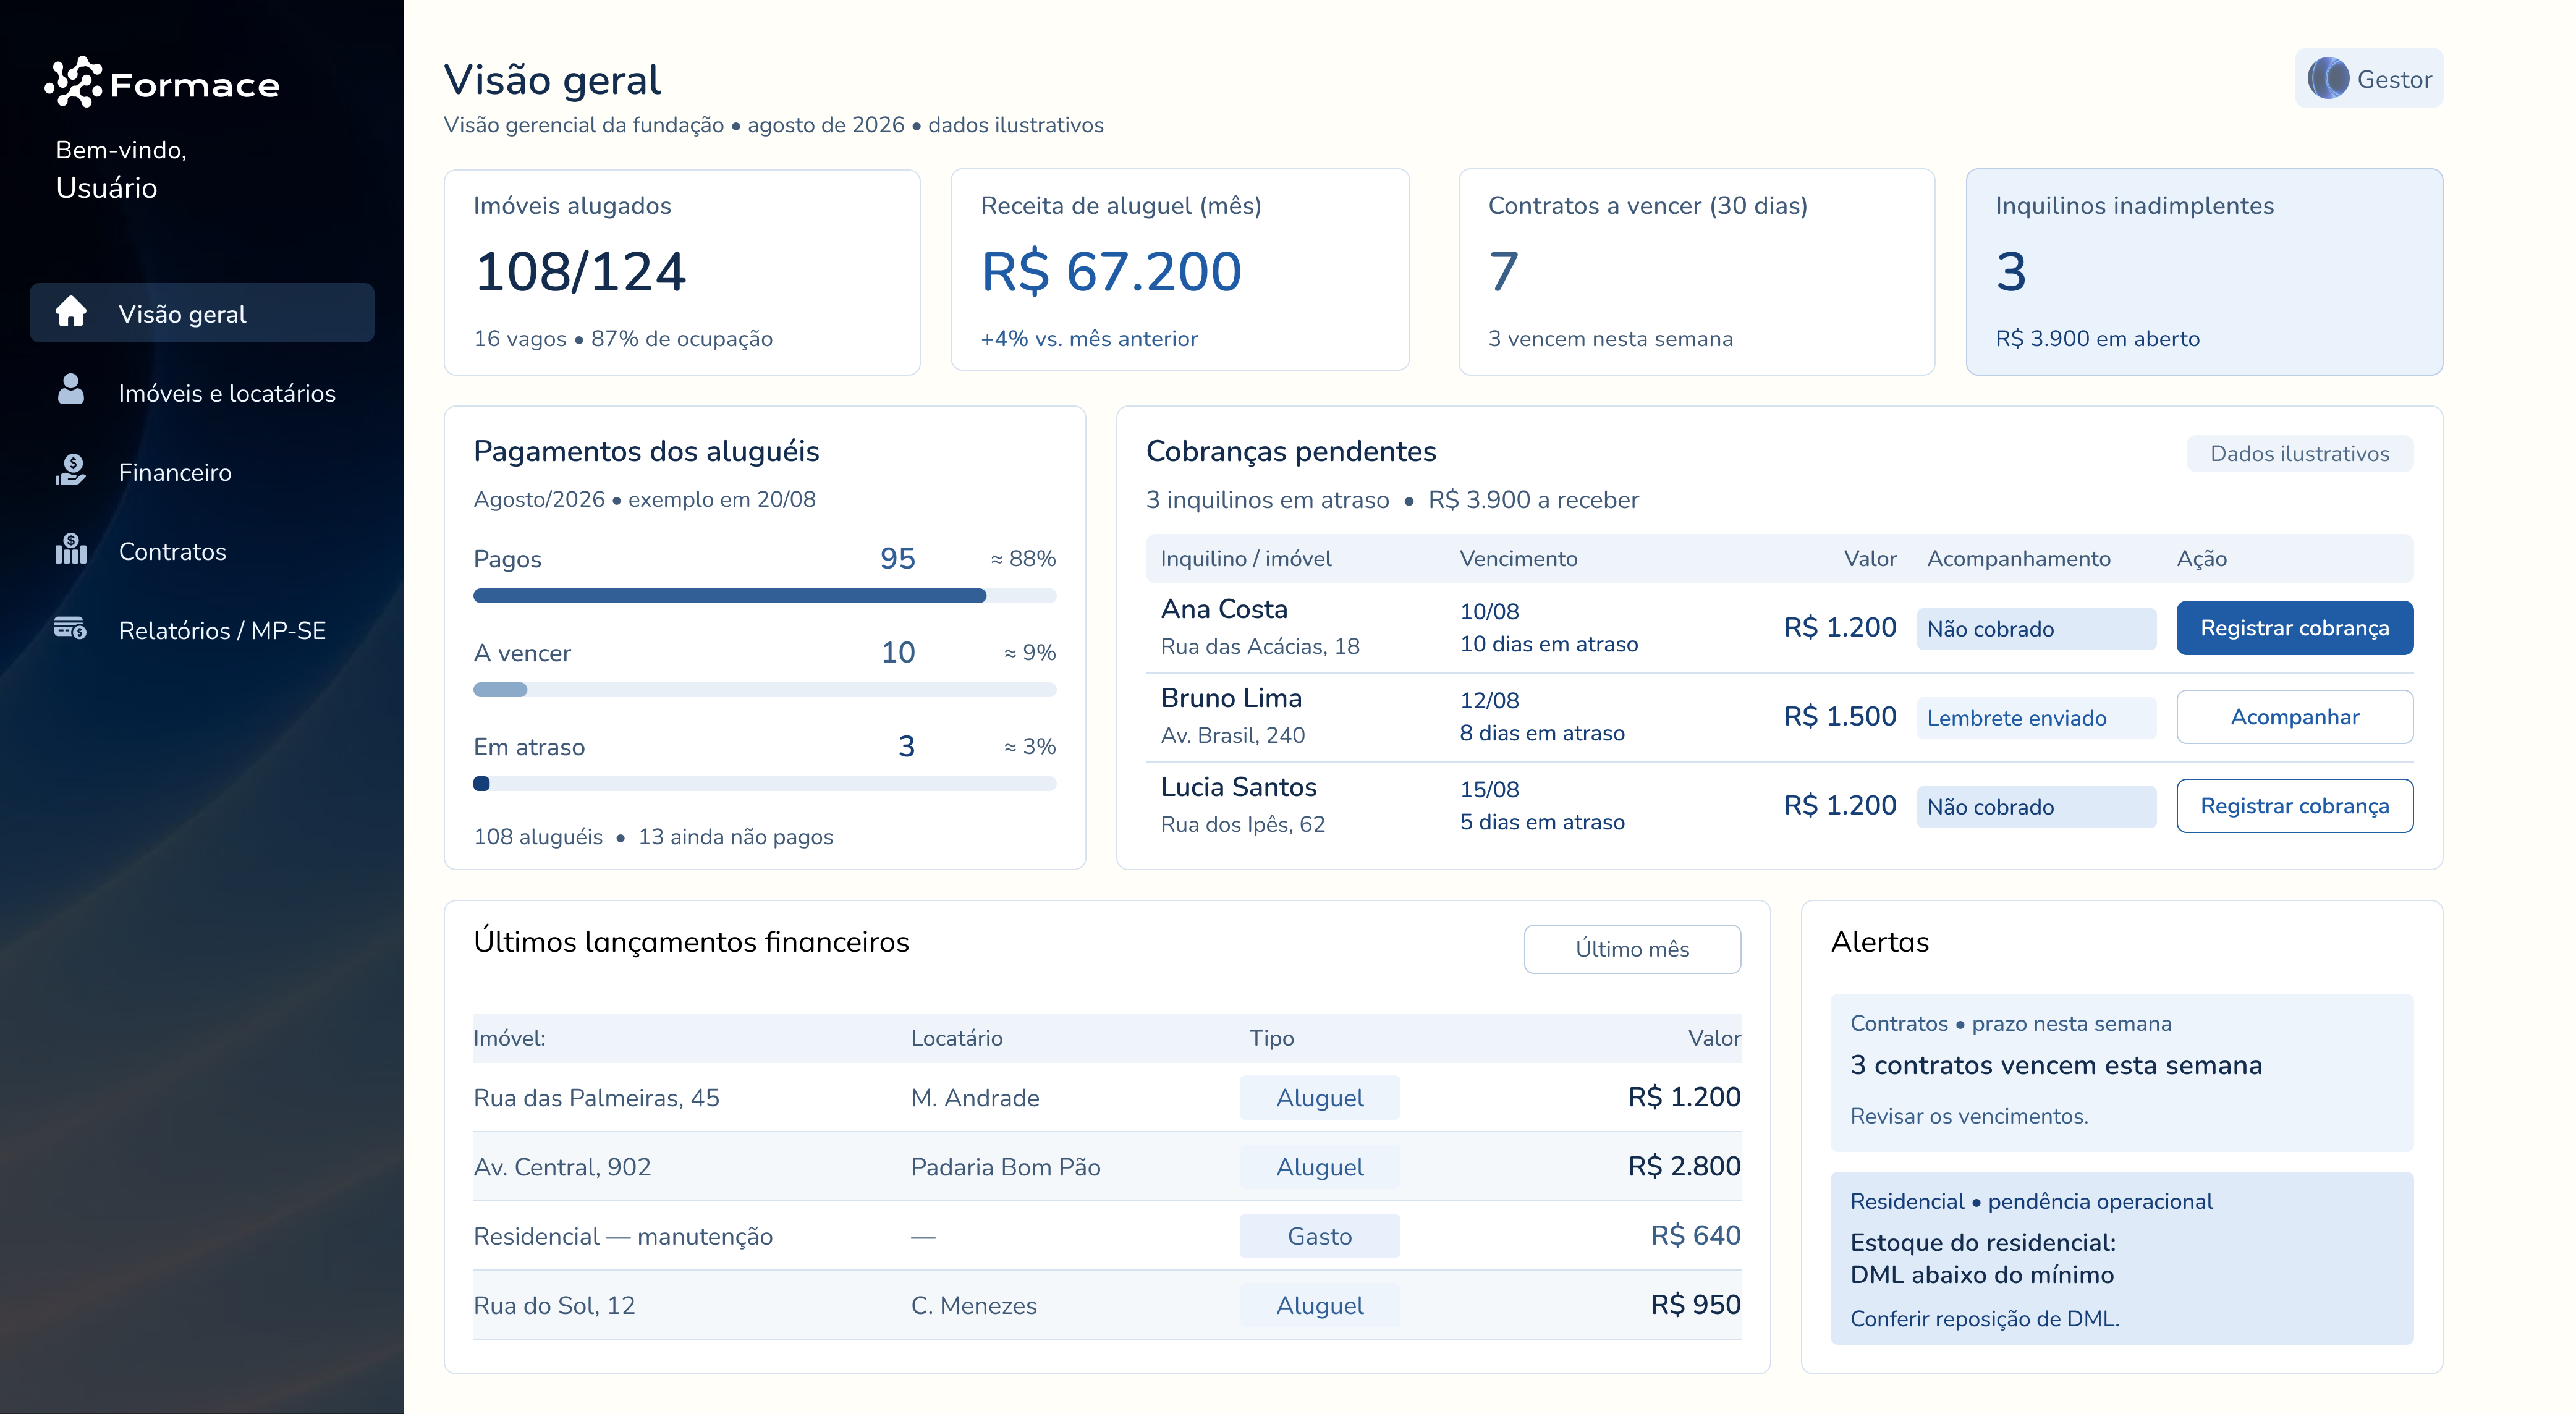 Formace
Bem-vindo,
Usuário
Visão geral
Imóveis e locatários
Financeiro
Contratos
Relatórios / MP-SE
Visão geral
Visão gerencial da fundação • agosto de 2026 • dados ilustrativos
Gestor
Imóveis alugados
108/124
16 vagos • 87% de ocupação
Receita de aluguel (mês)
R$ 67.200
+4% vs. mês anterior
Contratos a vencer (30 dias)
7
3 vencem nesta semana
Inquilinos inadimplentes
3
R$ 3.900 em aberto
Pagamentos dos aluguéis
Agosto/2026 • exemplo em 20/08
Pagos 95 ≈ 88%
A vencer 10 ≈ 9%
Em atraso 3 ≈ 3%
108 aluguéis • 13 ainda não pagos
Cobranças pendentes
Dados ilustrativos
3 inquilinos em atraso • R$ 3.900 a receber
Inquilino / imóvel Vencimento Valor Acompanhamento Ação
Ana Costa
Rua das Acácias, 18
10/08
10 dias em atraso
R$ 1.200
Não cobrado
Registrar cobrança
Bruno Lima
Av. Brasil, 240
12/08
8 dias em atraso
R$ 1.500
Lembrete enviado
Acompanhar
Lucia Santos
Rua dos Ipês, 62
15/08
5 dias em atraso
R$ 1.200
Não cobrado
Registrar cobrança
Últimos lançamentos financeiros
Último mês
Imóvel: Locatário Tipo Valor
Rua das Palmeiras, 45 M. Andrade Aluguel R$ 1.200
Av. Central, 902 Padaria Bom Pão Aluguel R$ 2.800
Residencial — manutenção — Gasto R$ 640
Rua do Sol, 12 C. Menezes Aluguel R$ 950
Alertas
Contratos • prazo nesta semana
3 contratos vencem esta semana
Revisar os vencimentos.
Residencial • pendência operacional
Estoque do residencial:
DML abaixo do mínimo
Conferir reposição de DML.